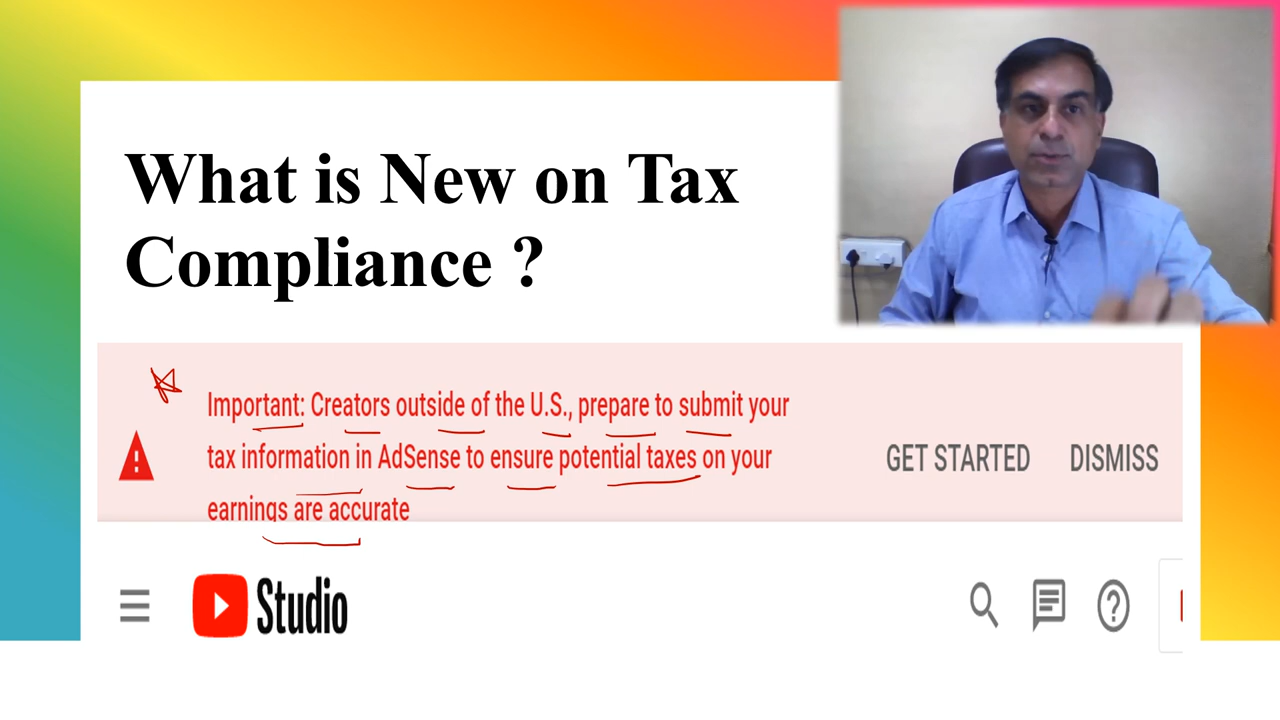 What is New on Tax
Compliance ?
Important: Creators outside of the U.S., prepare to submit your
tax information in AdSense to ensure potential taxes on your
earnings are accurate
GET STARTED DISMISS
Studio